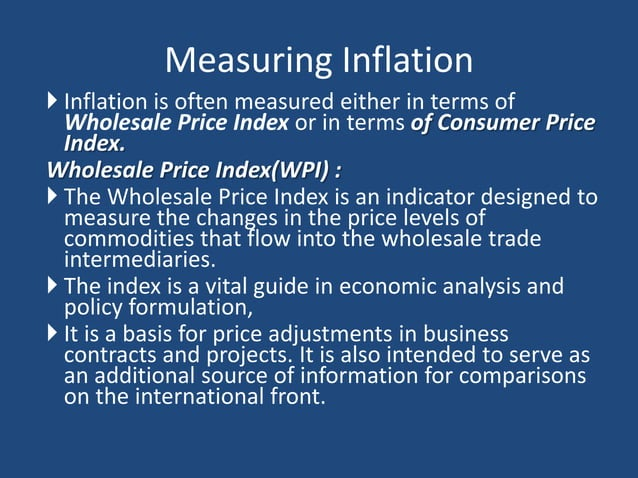 Measuring Inflation
Inflation is often measured either in terms of
Wholesale Price Index or in terms of Consumer Price
Index.
Wholesale Price Index(WPI) :
The Wholesale Price Index is an indicator designed to
measure the changes in the price levels of
commodities that flow into the wholesale trade
intermediaries.
The index is a vital guide in economic analysis and
policy formulation,
It is a basis for price adjustments in business
contracts and projects. It is also intended to serve as
an additional source of information for comparisons
on the international front.